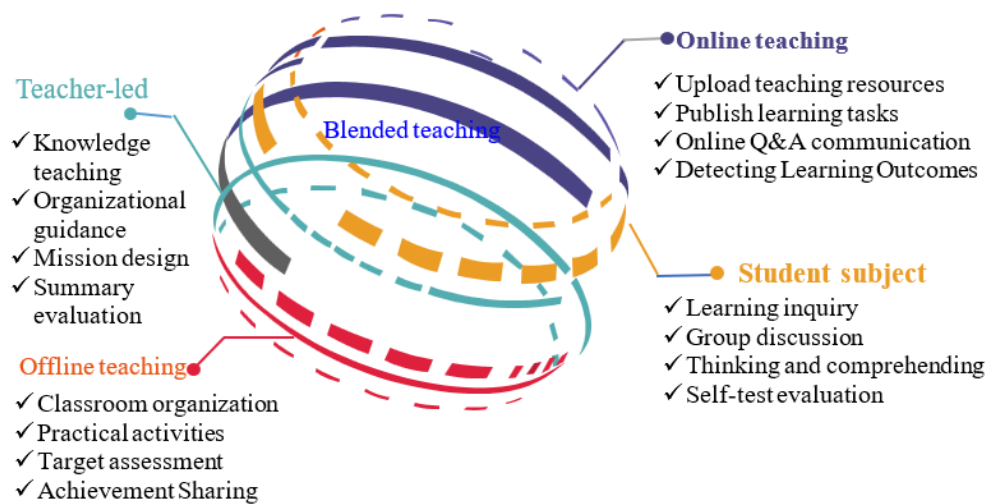 Teacher-led
✓ Knowledge
teaching
✓ Organizational
guidance
✓ Mission design
✓ Summary
evaluation
Blended teaching
Online teaching
✓ Upload teaching resources
✓ Publish learning tasks
✓ Online Q&A communication
✓ Detecting Learning Outcomes
Student subject
✓ Learning inquiry
✓ Group discussion
✓ Thinking and comprehending
✓ Self-test evaluation
Offline teaching
✓ Classroom organization
✓ Practical activities
✓ Target assessment
✓ Achievement Sharing